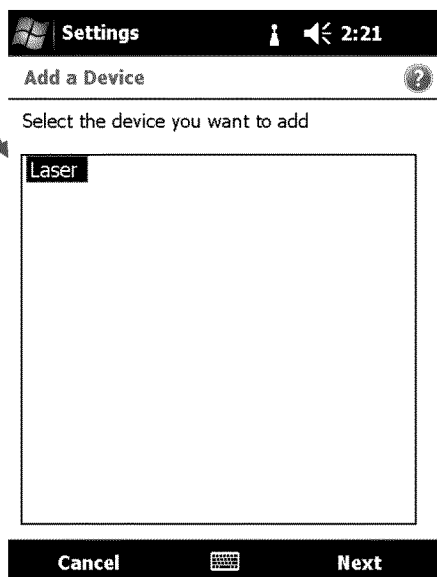 Settings 2:21
Add a Device ?
Select the device you want to add
Laser
Cancel Next